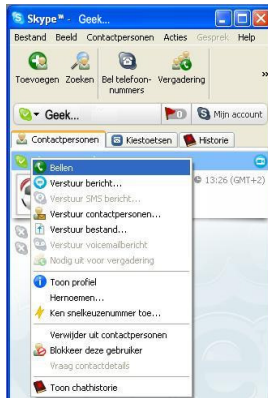 Skype™ - Geek...
Bestand Beeld Contactpersonen Acties Gesprek Help
Toevoegen Zoeken Bel telefoon- Vergadering
nummers
Geek... Mijn account
Contactpersonen Kiestoetsen Historie
Bellen
Verstuur bericht...
13:26 (GMT+2)
Verstuur SMS bericht...
Verstuur contactpersonen...
Verstuur bestand...
Verstuur voicemailbericht
Nodig uit voor vergadering
Toon profiel
Hernoemen...
Ken snelkeuzenummer toe...
Verwijder uit contactpersonen
Blokkeer deze gebruiker
Vraag contactdetails
Toon chathistorie